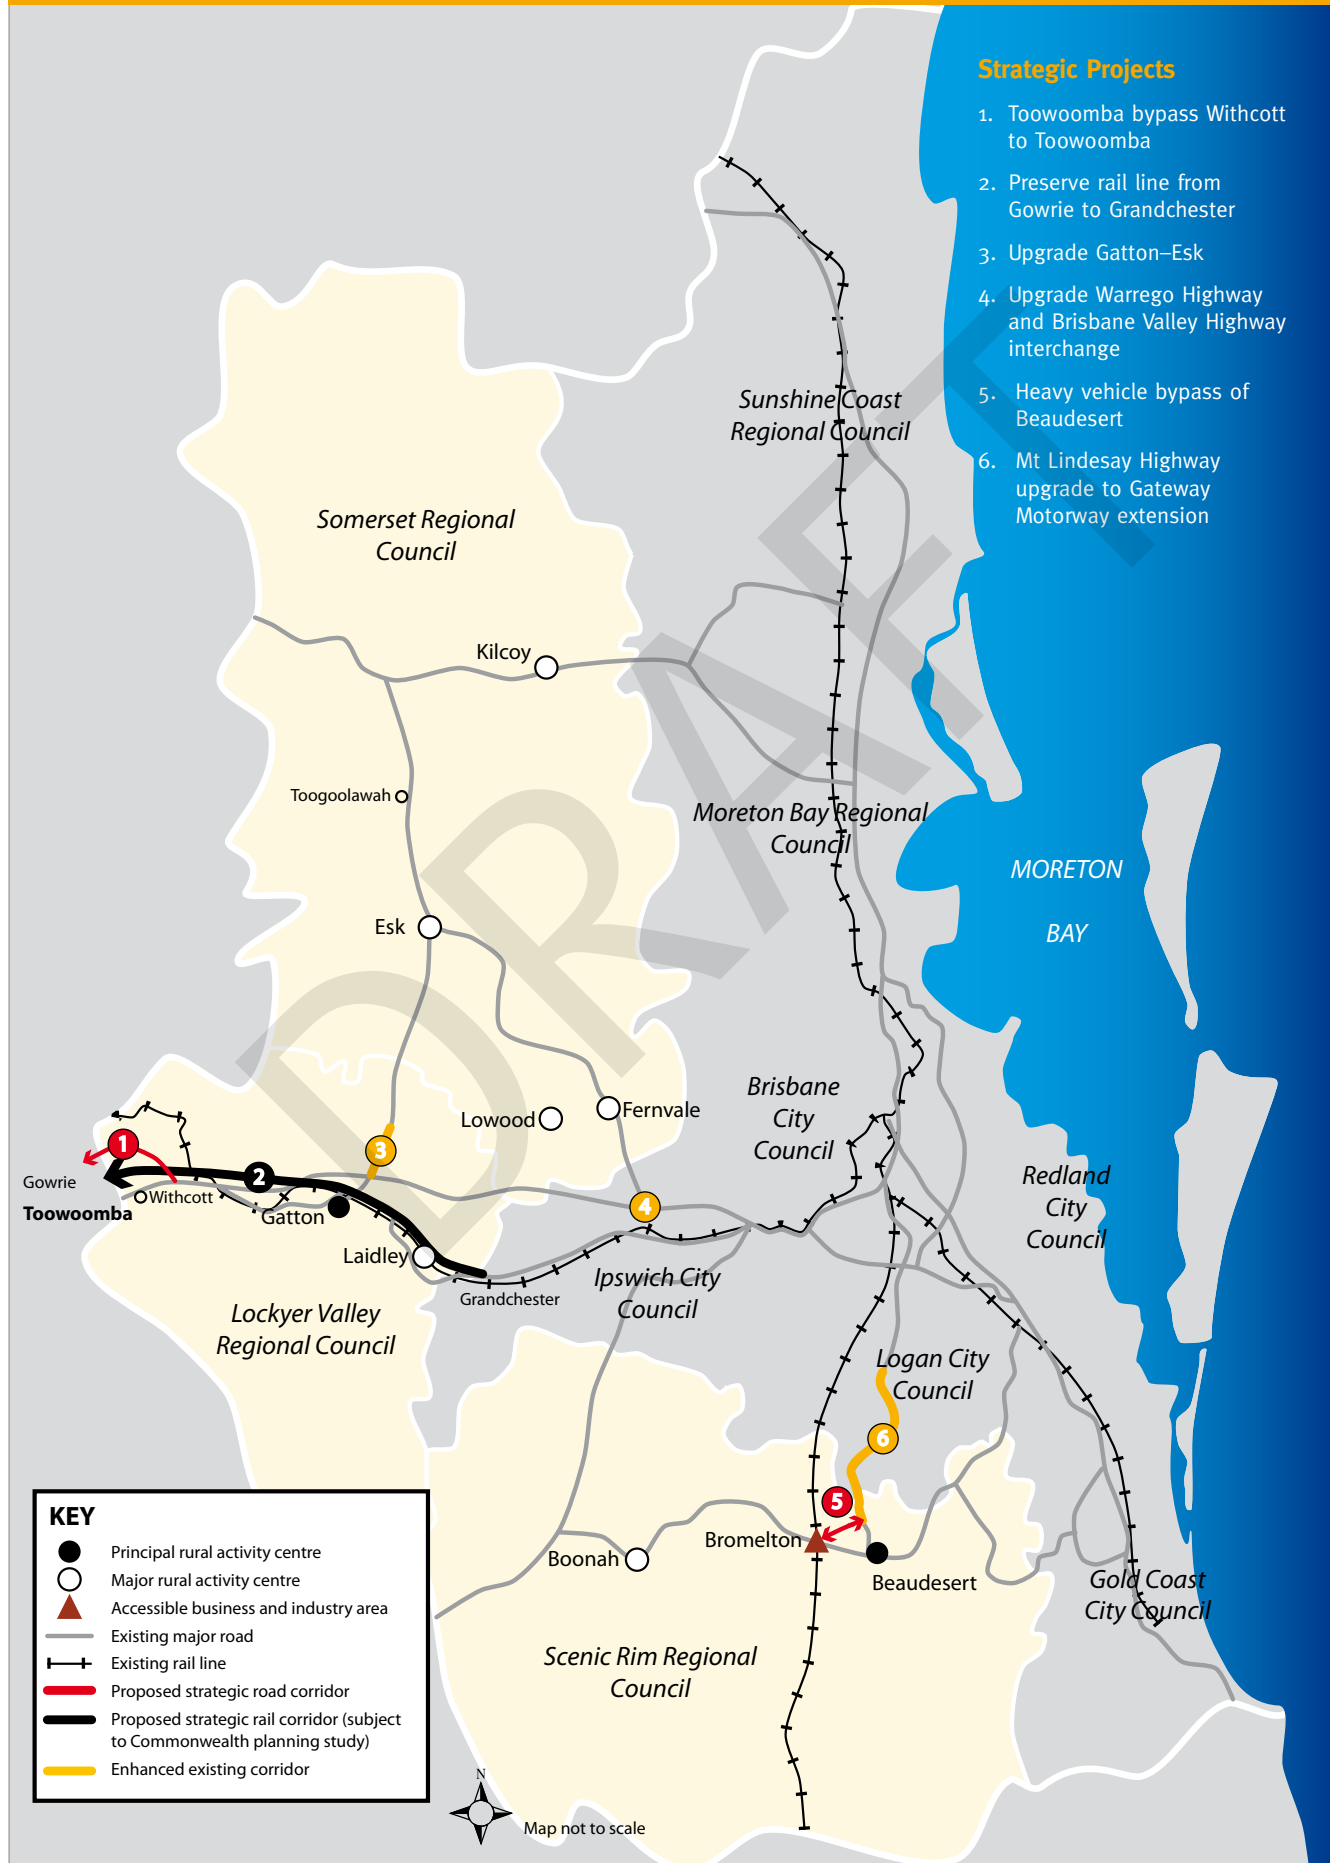 Strategic Projects
1. Toowoomba bypass Withcott
to Toowoomba
2. Preserve rail line from
Gowrie to Grandchester
3. Upgrade Gatton–Esk
4. Upgrade Warrego Highway
and Brisbane Valley Highway
interchange
5. Heavy vehicle bypass of
Beaudesert
6. Mt Lindesay Highway
upgrade to Gateway
Motorway extension
Sunshine Coast
Regional Council
Somerset Regional
Council
Kilcoy
Toogoolawah
Moreton Bay Regional
Council
MORETON
BAY
Esk
DRAFT
Brisbane
City
Council
Lowood
Fernvale
1
3
2
4
Gowrie
Toowoomba
Withcott
Gatton
Redland
City
Council
Laidley
Grandchester
Ipswich City
Council
Lockyer Valley
Regional Council
Logan City
Council
6
5
Bromelton
Boonah
Beaudesert
Gold Coast
City Council
Scenic Rim Regional
Council
KEY
Principal rural activity centre
Major rural activity centre
Accessible business and industry area
Existing major road
Existing rail line
Proposed strategic road corridor
Proposed strategic rail corridor (subject
to Commonwealth planning study)
Enhanced existing corridor
N
Map not to scale